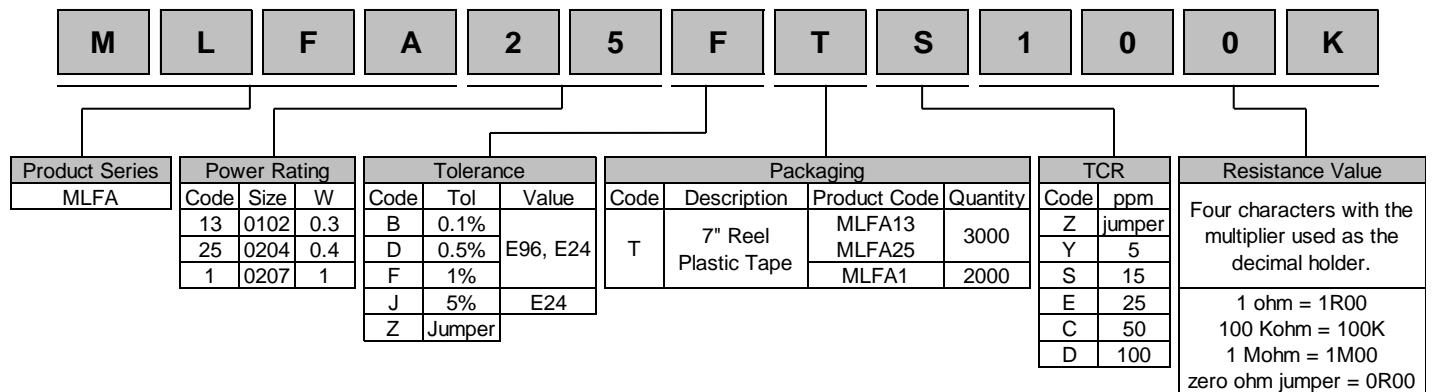 M L F A 2 5 F T S 1 0 0 K
Product Series
MLFA
Power Rating
Code Size W
13 0102 0.3
25 0204 0.4
1 0207 1
Tolerance
Code Tol Value
B 0.1%
D 0.5% E96, E24
F 1%
J 5% E24
Z Jumper
Packaging
Code Description Product Code Quantity
T 7" Reel Plastic Tape MLFA13 3000
MLFA25
MLFA1 2000
TCR
Code ppm
Z jumper
Y 5
S 15
E 25
C 50
D 100
Resistance Value
Four characters with the
multiplier used as the
decimal holder.
1 ohm = 1R00
100 Kohm = 100K
1 Mohm = 1M00
zero ohm jumper = 0R00